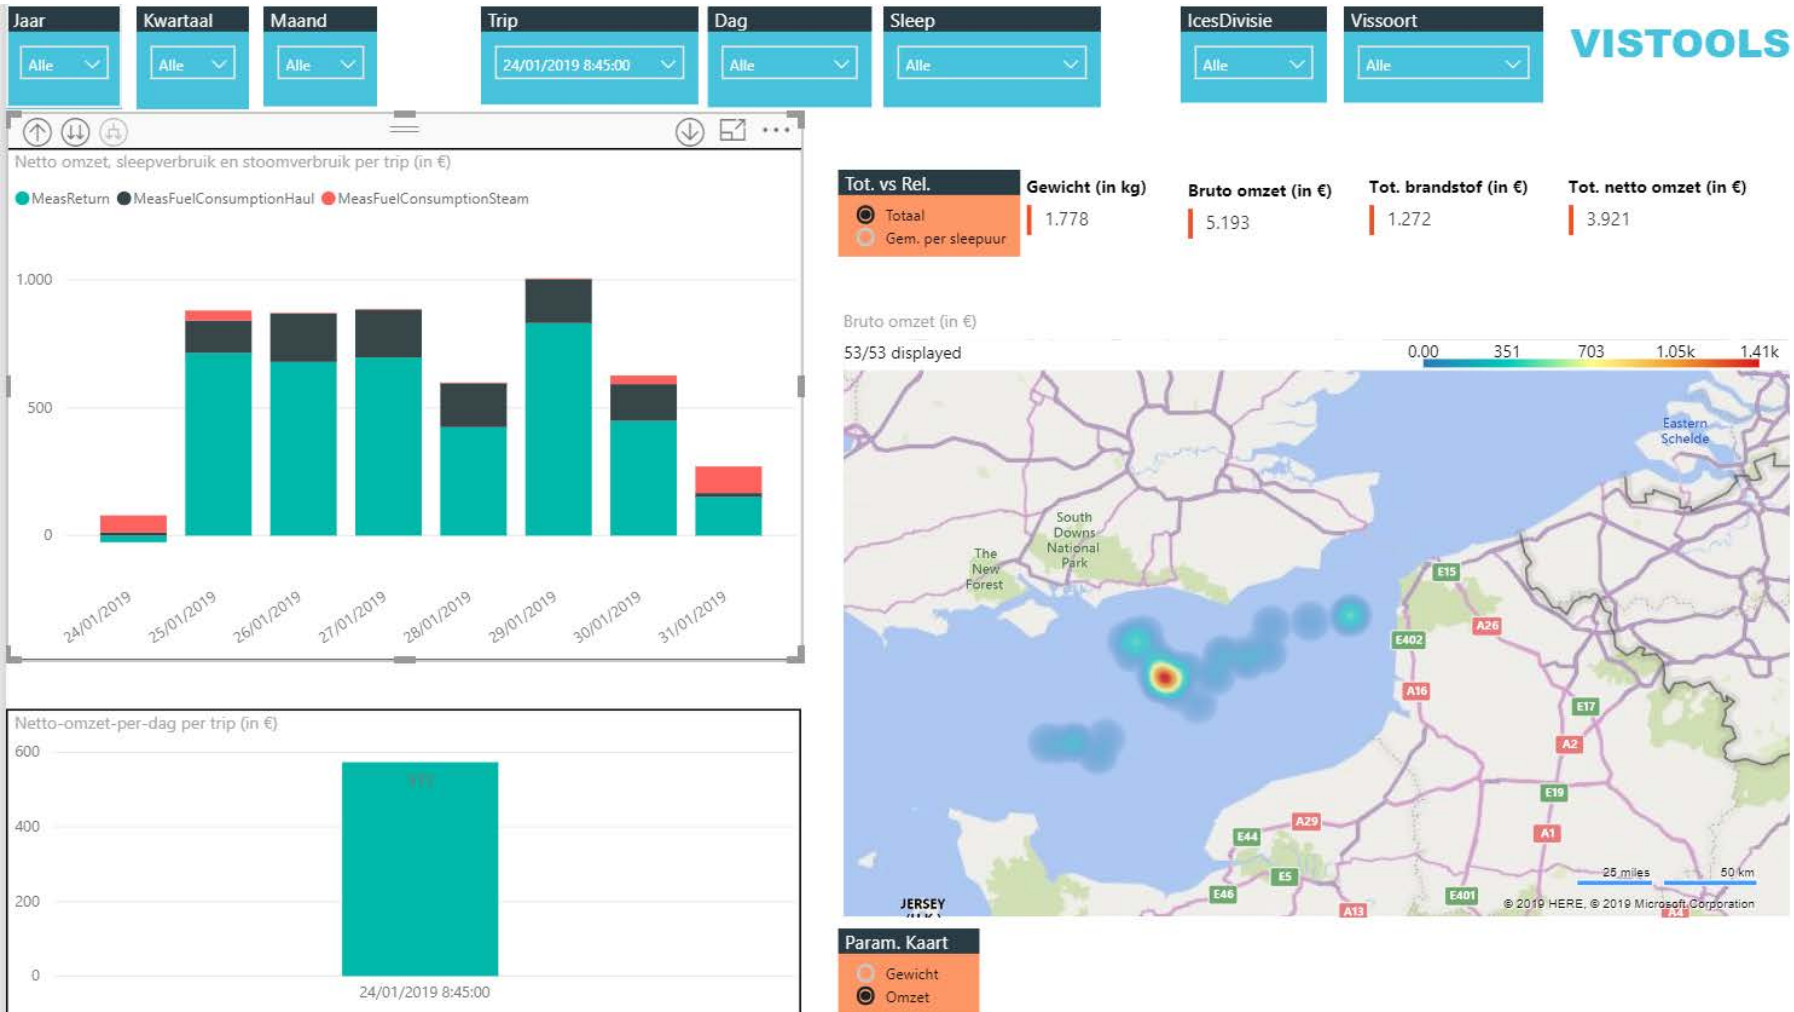 Jaar
Kwartaal
Maand
Trip
Dag
Sleep
IcesDivisie
Vissoort
VISTOOLS
Alle
Alle
Alle
24/01/2019 8:45:00
Alle
Alle
Alle
Alle
Netto omzet, sleepverbruik en stoomverbruik per trip (in €)
MeasReturn
MeasFuelConsumptionHaul
MeasFuelConsumptionSteam
1.000
500
0
24/01/2019
25/01/2019
26/01/2019
27/01/2019
28/01/2019
29/01/2019
30/01/2019
31/01/2019
Tot. vs Rel.
Totaal
Gem. per sleepuur
Gewicht (in kg)
1.778
Bruto omzet (in €)
5.193
Tot. brandstof (in €)
1.272
Tot. netto omzet (in €)
3.921
Bruto omzet (in €)
53/53 displayed
0.00
351
703
1.05k
1.41k
Eastern
Schelde
South
Downs
National
Park
The
New
Forest
E15
A26
E402
A16
E17
A2
E19
A29
E44
A1
E5
E46
E401
A13
JERSEY
25 miles
50 km
© 2019 HERE, © 2019 Microsoft Corporation
Netto-omzet-per-dag per trip (in €)
600
400
200
0
24/01/2019 8:45:00
Param. Kaart
Gewicht
Omzet